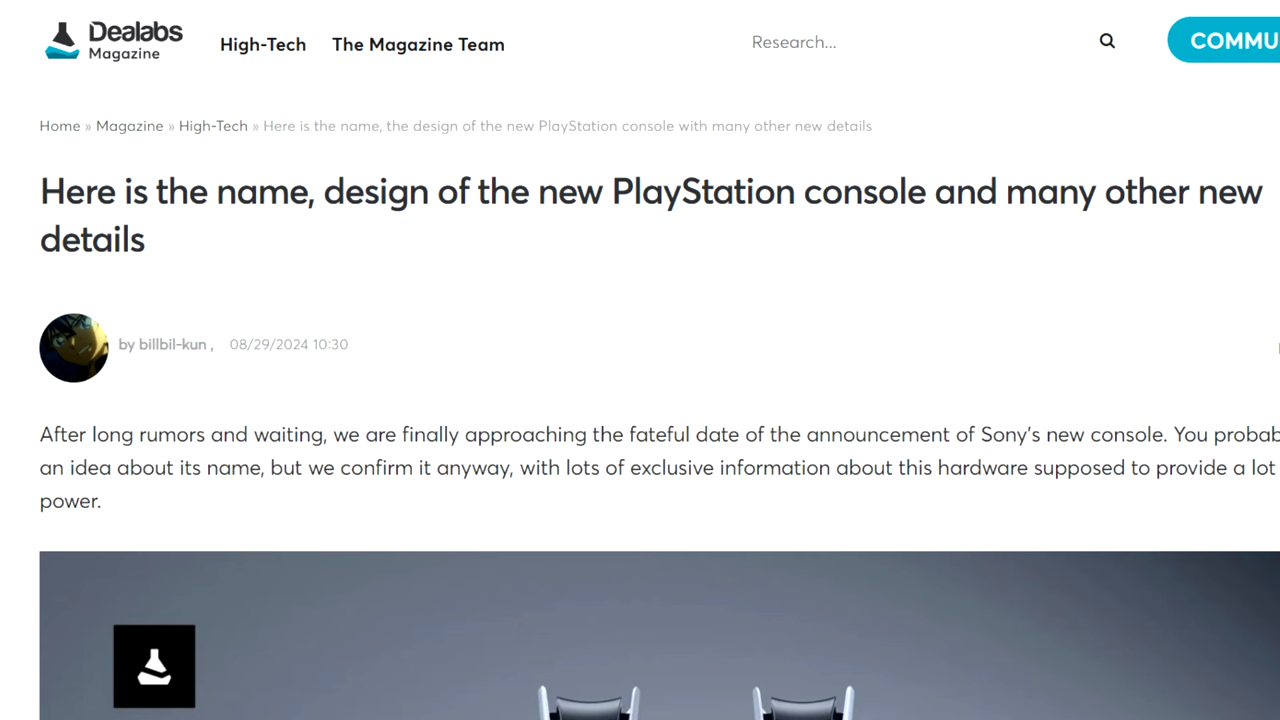 Dealabs
Magazine
High-Tech
The Magazine Team
Research...
COMMU
Home » Magazine » High-Tech » Here is the name, the design of the new PlayStation console with many other new details
Here is the name, design of the new PlayStation console and many other new
details
by billbil-kun , 08/29/2024 10:30
After long rumors and waiting, we are finally approaching the fateful date of the announcement of Sony's new console. You probab
an idea about its name, but we confirm it anyway, with lots of exclusive information about this hardware supposed to provide a lot
power.